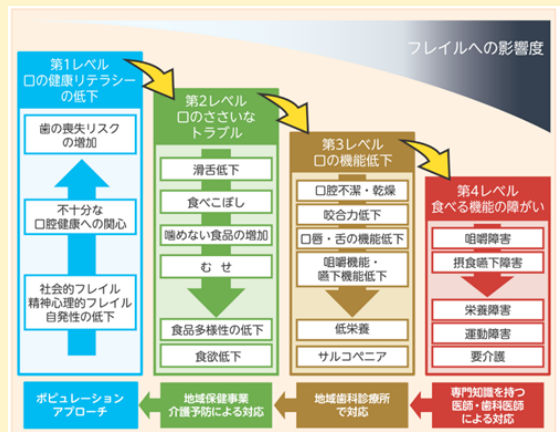 フレイルへの影響度
第1レベル
口の健康リテラシー
の低下
歯の喪失リスク
の増加
不十分な
口腔健康への関心
社会的フレイル
精神心理的フレイル
自発性の低下
第2レベル
口のささいな
トラブル
滑舌低下
食べこぼし
噛めない食品の増加
むせ
食品多様性の低下
食欲低下
第3レベル
口の機能低下
口腔不潔・乾燥
咬合力低下
口唇・舌の機能低下
咀嚼機能・
嚥下機能低下
低栄養
サルコペニア
第4レベル
食べる機能の障がい
咀嚼障害
摂食嚥下障害
栄養障害
運動障害
要介護
ポピュレーション
アプローチ
地域保健事業
介護予防による対応
地域歯科診療所
で対応
専門知識を持つ
医師・歯科医師
による対応